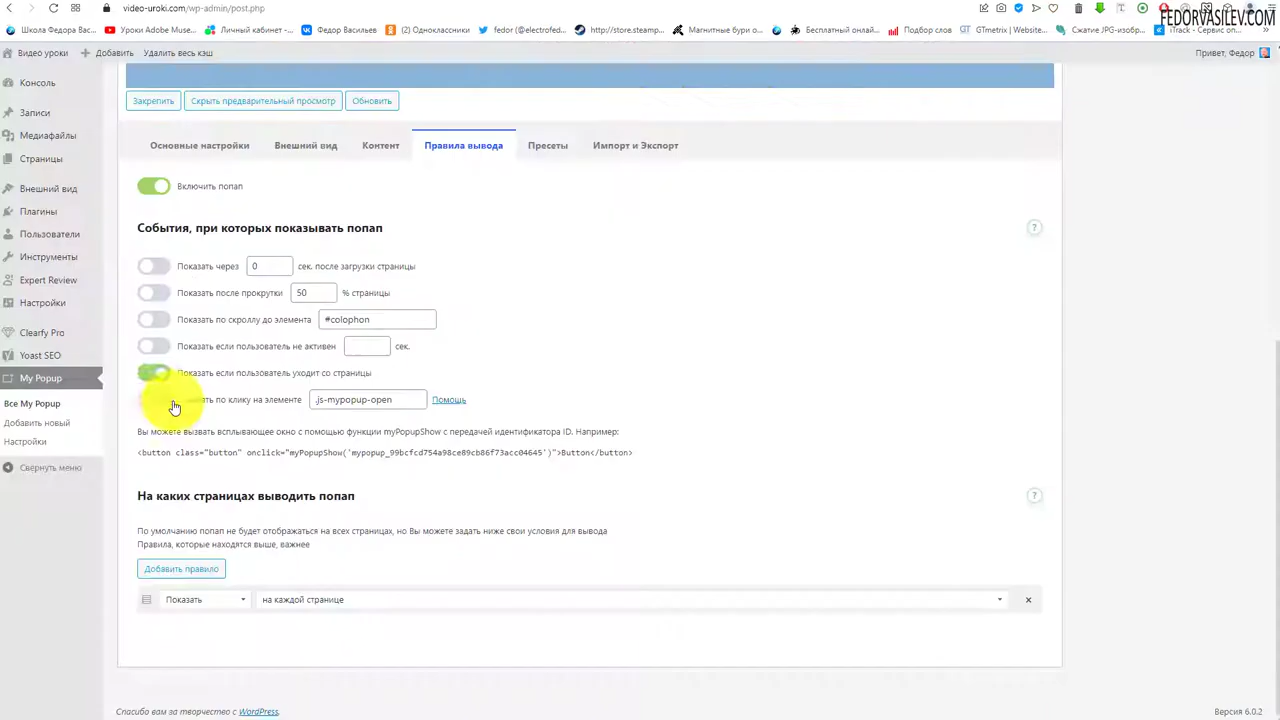 video-uroki.com/wp-admin/post.php
FEDORVASILEV.COM
Школа Федора Вас...
Уроки Adobe Muse...
Личный кабинет -...
Федор Васильев
(2) Одноклассники
fedor (@electrofed...
http://store.steamp...
Магнитные бури о...
Бесплатный онлай...
Подбор слов
GTmetrix | Website...
Сжатие JPG-изобр...
iTrack - Сервис оп...
Видео уроки
Добавить
Удалить весь кэш
Привет, Федор
Консоль
Записи
Медиафайлы
Страницы
Внешний вид
Плагины
Пользователи
Инструменты
Expert Review
Настройки
Clearfy Pro
Yoast SEO
My Popup
Все My Popup
Добавить новый
Настройки
Свернуть меню
Закрепить
Скрыть предварительный просмотр
Обновить
Основные настройки
Внешний вид
Контент
Правила вывода
Пресеты
Импорт и Экспорт
Включить попап
События, при которых показывать попап
?
Показать через 0 сек. после загрузки страницы
Показать после прокрутки 50 % страницы
Показать по скроллу до элемента #colophon
Показать если пользователь не активен сек.
Показать если пользователь уходит со страницы
по клику на элементе .js-mypopup-open Помощь
Вы можете вызвать всплывающее окно с помощью функции myPopupShow с передачей идентификатора ID. Например:
<button class="button" onclick="myPopupShow('mypopup_99bcfcd754a98ce89cb86f73acc04645')">Button</button>
На каких страницах выводить попап
?
По умолчанию попап не будет отображаться на всех страницах, но Вы можете задать ниже свои условия для вывода
Правила, которые находятся выше, важнее
Добавить правило
Показать
на каждой странице
Спасибо вам за творчество с WordPress.
Версия 6.0.2